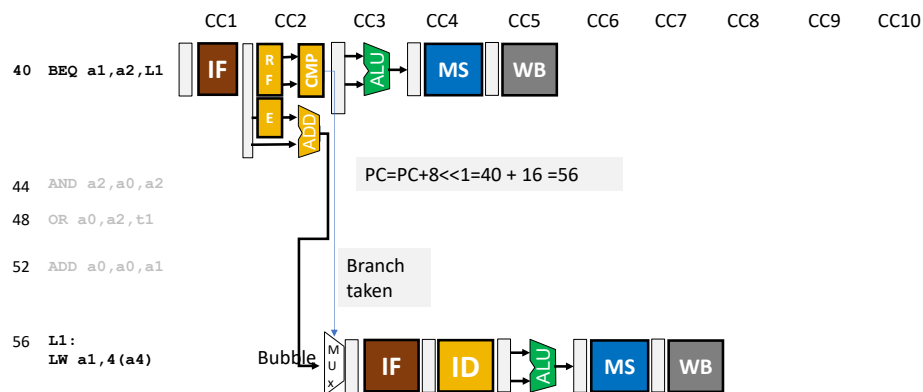 CC1 CC2 CC3 CC4 CC5 CC6 CC7 CC8 CC9 CC10
40 BEQ a1,a2,L1
IF
R F
CMP
ALU
MS
WB
E
ADD
PC=PC+8<<1=40 + 16 =56
44 AND a2,a0,a2
48 OR a0,a2,t1
52 ADD a0,a0,a1
Branch
taken
56 L1:
LW a1,4(a4)
Bubble
M U x
IF
ID
ALU
MS
WB